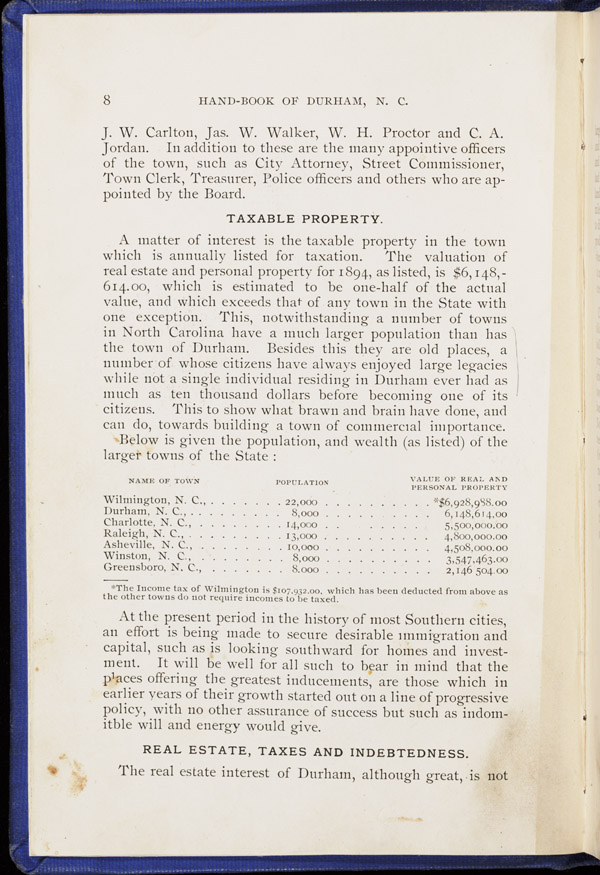 8 HAND-BOOK OF DURHAM, N. C.
J. W. Carlton, Jas. W. Walker, W. H. Proctor and C. A.
Jordan. In addition to these are the many appointive officers
of the town, such as City Attorney, Street Commissioner,
Town Clerk, Treasurer, Police officers and others who are ap-
pointed by the Board.
TAXABLE PROPERTY.
A matter of interest is the taxable property in the town
which is annually listed for taxation. The valuation of
real estate and personal property for 1894, as listed, is $6,148,-
614.00, which is estimated to be one-half of the actual
value, and which exceeds that of any town in the State with
one exception. This, notwithstanding a number of towns
in North Carolina have a much larger population than has
the town of Durham. Besides this they are old places, a
number of whose citizens have always enjoyed large legacies
while not a single individual residing in Durham ever had as
much as ten thousand dollars before becoming one of its
citizens. This to show what brawn and brain have done, and
can do, towards building a town of commercial importance.
Below is given the population, and wealth (as listed) of the
larger towns of the State :
NAME OF TOWN POPULATION VALUE OF REAL AND
PERSONAL PROPERTY
Wilmington, N. C., . . . . . . . 22,000 . . . . . . . . . . *$6,928,988.00
Durham, N. C., . . . . . . . . . 8,000 . . . . . . . . . . 6,148,614.00
Charlotte, N. C., . . . . . . . . 14,000 . . . . . . . . . . 5,500,000.00
Raleigh, N. C., . . . . . . . . . 13,000 . . . . . . . . . . 4,800,000.00
Asheville, N. C., . . . . . . . . 10,000 . . . . . . . . . . 4,508,000.00
Winston, N. C., . . . . . . . . 8,000 . . . . . . . . . . 3,547,463.00
Greensboro, N. C., . . . . . . . 8.000 . . . . . . . . . . 2,146 504.00
*The Income tax of Wilmington is $107,932.00, which has been deducted from above as
the other towns do not require incomes to be taxed.
At the present period in the history of most Southern cities,
an effort is being made to secure desirable immigration and
capital, such as is looking southward for homes and invest-
ment. It will be well for all such to bear in mind that the
places offering the greatest inducements, are those which in
earlier years of their growth started out on a line of progressive
policy, with no other assurance of success but such as indom-
itble will and energy would give.
REAL ESTATE, TAXES AND INDEBTEDNESS.
The real estate interest of Durham, although great, is not